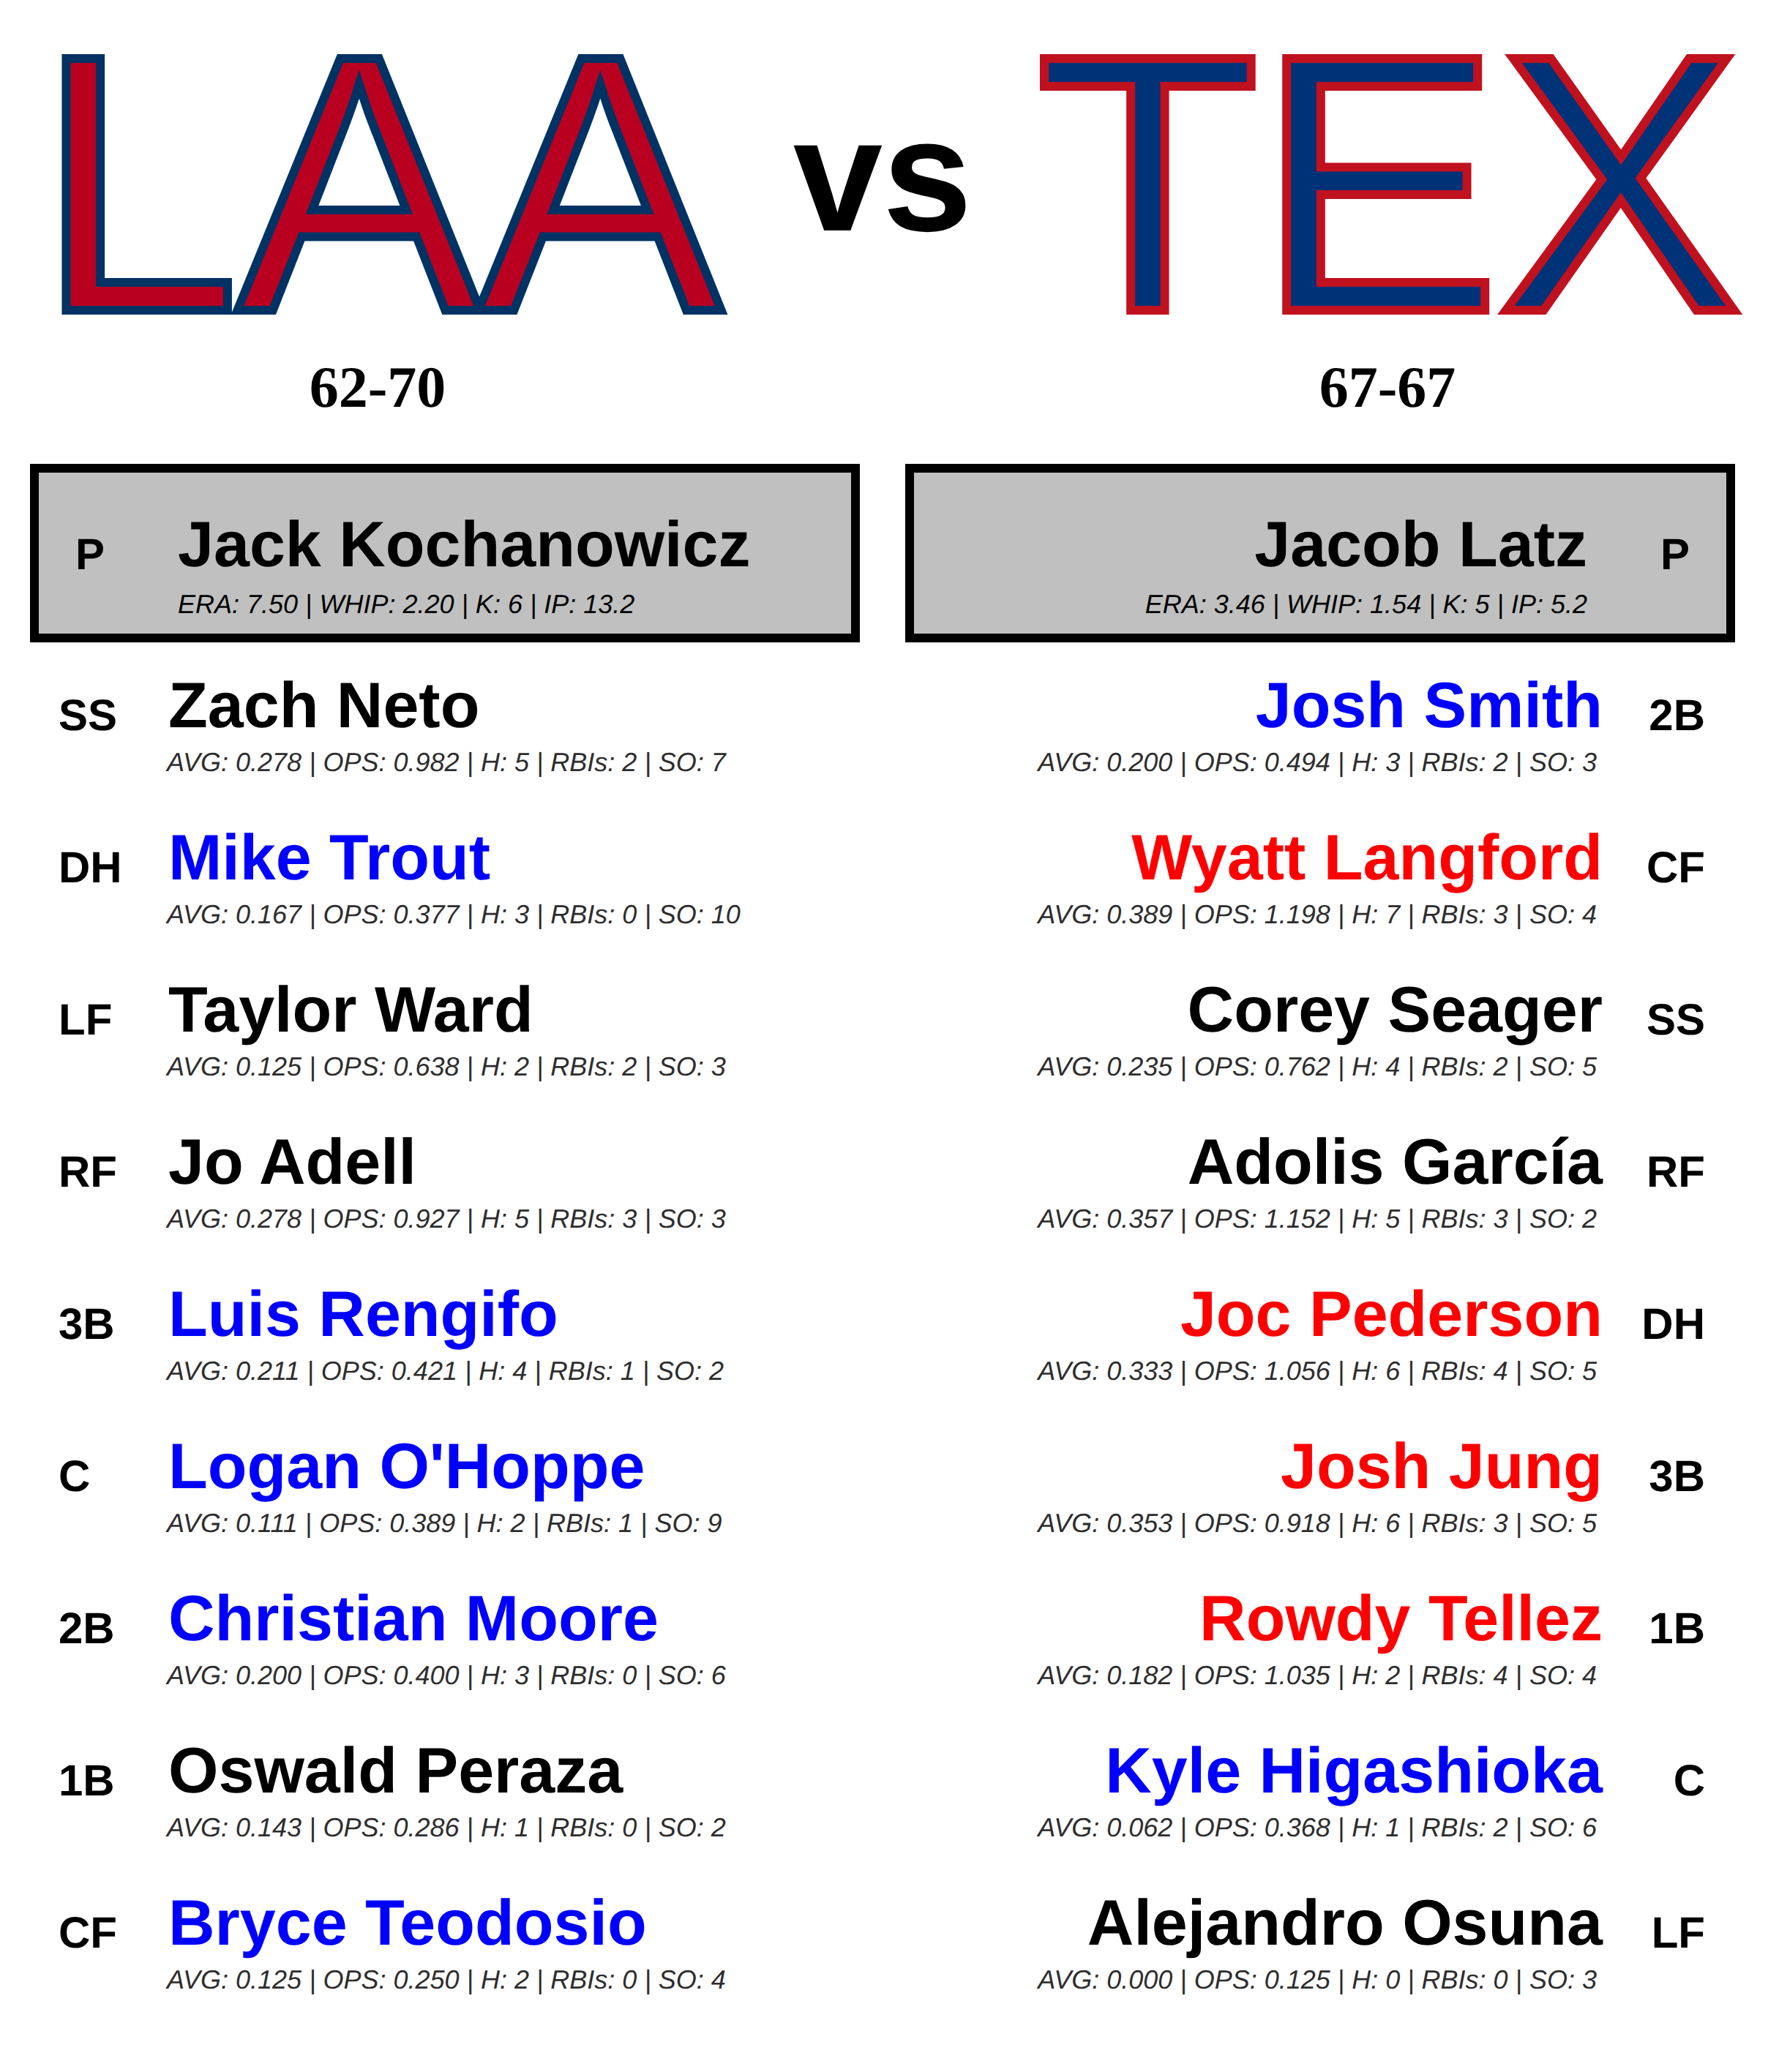 LAA vs TEX
62-70
67-67
P Jack Kochanowicz
ERA: 7.50 | WHIP: 2.20 | K: 6 | IP: 13.2
Jacob Latz P
ERA: 3.46 | WHIP: 1.54 | K: 5 | IP: 5.2
SS Zach Neto
AVG: 0.278 | OPS: 0.982 | H: 5 | RBIs: 2 | SO: 7
DH Mike Trout
AVG: 0.167 | OPS: 0.377 | H: 3 | RBIs: 0 | SO: 10
LF Taylor Ward
AVG: 0.125 | OPS: 0.638 | H: 2 | RBIs: 2 | SO: 3
RF Jo Adell
AVG: 0.278 | OPS: 0.927 | H: 5 | RBIs: 3 | SO: 3
3B Luis Rengifo
AVG: 0.211 | OPS: 0.421 | H: 4 | RBIs: 1 | SO: 2
C Logan O'Hoppe
AVG: 0.111 | OPS: 0.389 | H: 2 | RBIs: 1 | SO: 9
2B Christian Moore
AVG: 0.200 | OPS: 0.400 | H: 3 | RBIs: 0 | SO: 6
1B Oswald Peraza
AVG: 0.143 | OPS: 0.286 | H: 1 | RBIs: 0 | SO: 2
CF Bryce Teodosio
AVG: 0.125 | OPS: 0.250 | H: 2 | RBIs: 0 | SO: 4
Josh Smith 2B
AVG: 0.200 | OPS: 0.494 | H: 3 | RBIs: 2 | SO: 3
Wyatt Langford CF
AVG: 0.389 | OPS: 1.198 | H: 7 | RBIs: 3 | SO: 4
Corey Seager SS
AVG: 0.235 | OPS: 0.762 | H: 4 | RBIs: 2 | SO: 5
Adolis García RF
AVG: 0.357 | OPS: 1.152 | H: 5 | RBIs: 3 | SO: 2
Joc Pederson DH
AVG: 0.333 | OPS: 1.056 | H: 6 | RBIs: 4 | SO: 5
Josh Jung 3B
AVG: 0.353 | OPS: 0.918 | H: 6 | RBIs: 3 | SO: 5
Rowdy Tellez 1B
AVG: 0.182 | OPS: 1.035 | H: 2 | RBIs: 4 | SO: 4
Kyle Higashioka C
AVG: 0.062 | OPS: 0.368 | H: 1 | RBIs: 2 | SO: 6
Alejandro Osuna LF
AVG: 0.000 | OPS: 0.125 | H: 0 | RBIs: 0 | SO: 3